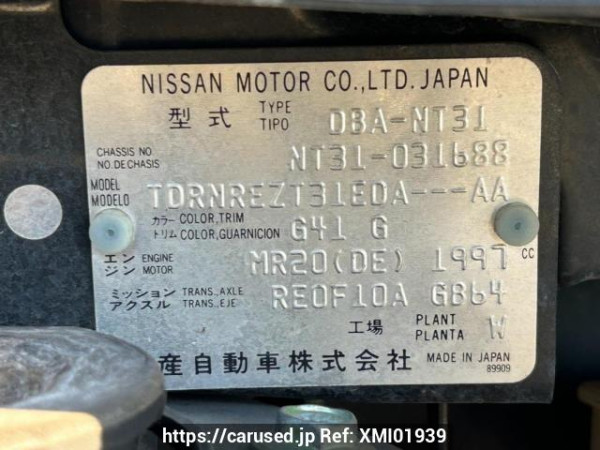 NISSAN MOTOR CO.,LTD. JAPAN
型式 TYPE TIPO DBA-NT31
CHASSIS NO NO.DE CHASIS NT31-031688
MODEL MODELO TDRNREZT31EDA---AA
カラー COLOR,TRIM トリム COLOR,GUARNICION G41 G
エンジン ENGINE MOTOR MR20(DE) 1997 CC
ミッション TRANS.,AXLE アクスル TRANS.,EJE RE0F10A GB64
工場 PLANT PLANTA W
産自動車株式会社 MADE IN JAPAN
89909
https://carused.jp Ref: XMI01939